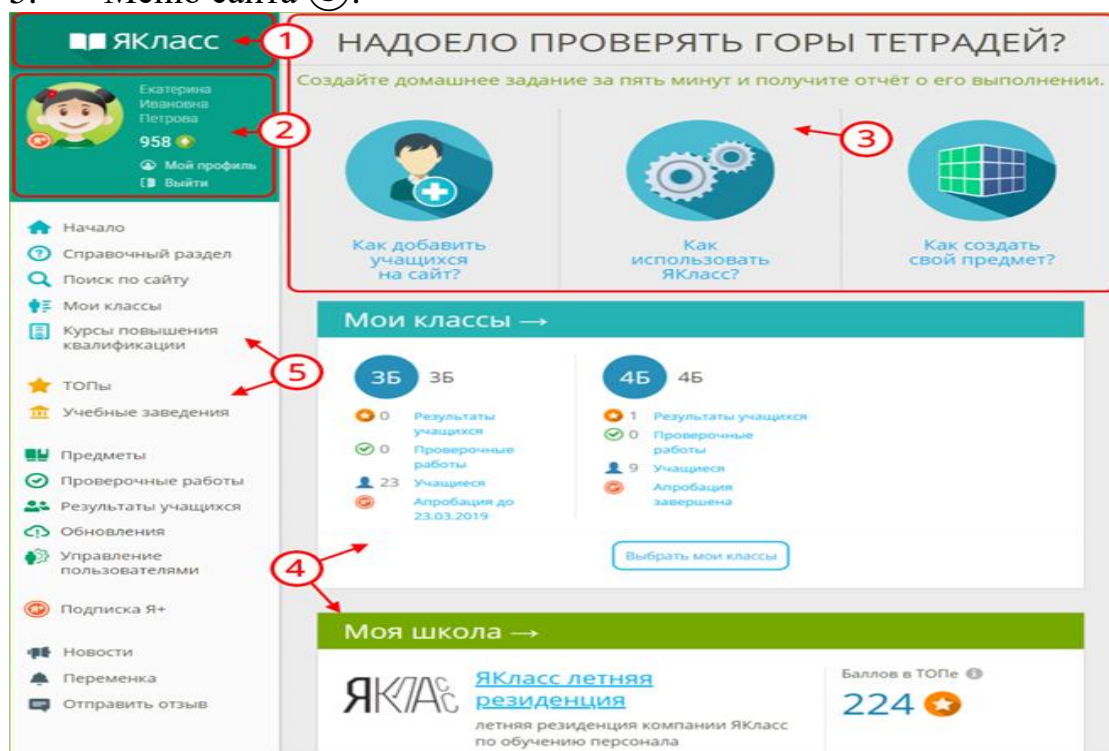 5. Меню сайта 5.
ЯКласс
1
Екатерина
Ивановна
Петрова
958
Мой профиль
Выйти
2
НАДОЕЛО ПРОВЕРЯТЬ ГОРЫ ТЕТРАДЕЙ?
Создайте домашнее задание за пять минут и получите отчёт о его выполнении.
3
Как добавить
учащихся
на сайт?
Как
использовать
ЯКласс?
Как создать
свой предмет?
Начало
Справочный раздел
Поиск по сайту
Мои классы
Курсы повышения
квалификации
5
ТОПы
Учебные заведения
Предметы
Проверочные работы
Результаты учащихся
Обновления
Управление
пользователями
Подписка Я+
Новости
Переменка
Отправить отзыв
Мои классы →
3Б 3Б
0 Результаты
учащихся
0 Проверочные
работы
23 Учащиеся
Апробация до
23.03.2019
4Б 4Б
1 Результаты учащихся
0 Проверочные
работы
9 Учащиеся
Апробация
завершена
4
Выбрать мои классы
Моя школа →
ЯКЛАСС
ЯКласс летняя
резиденция
летняя резиденция компании ЯКласс
по обучению персонала
Баллов в ТОПе
224